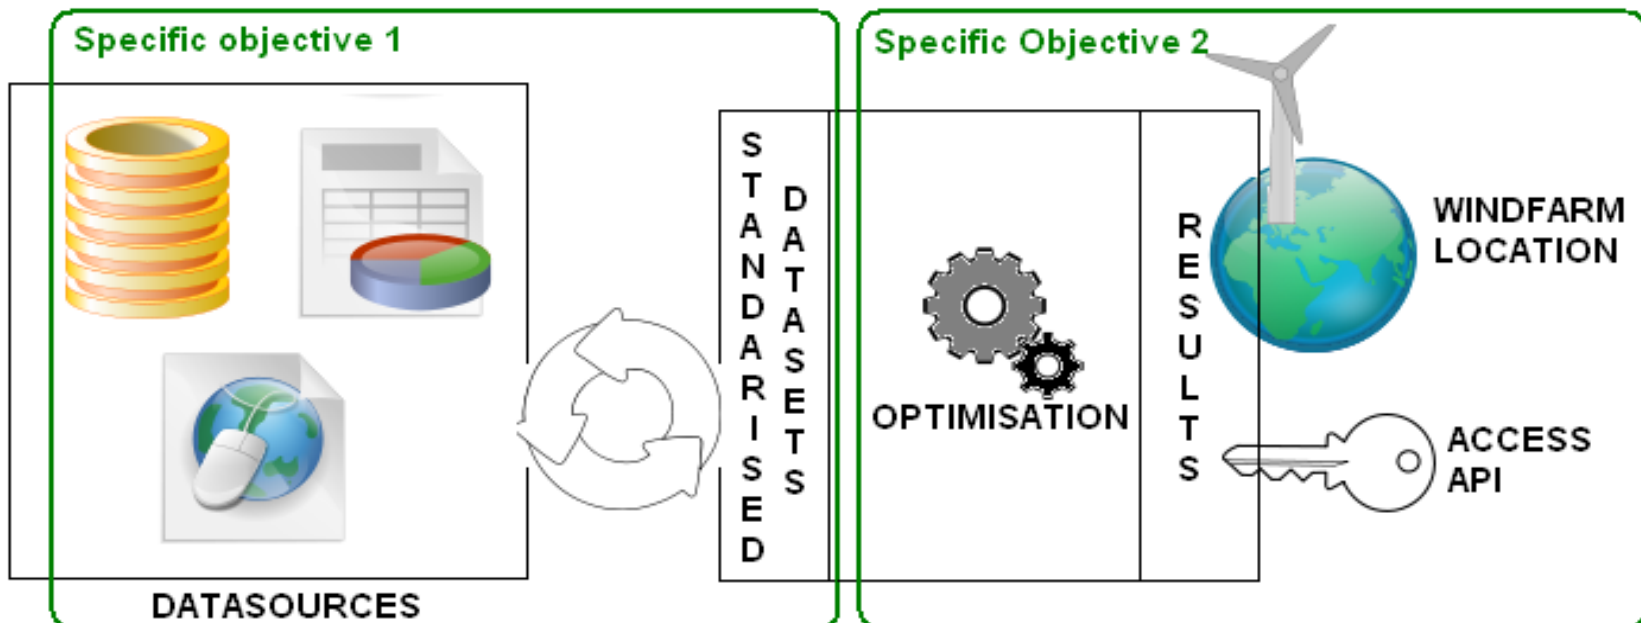 Specific objective 1
DATASOURCES
STANDARISED
DATASETS
Specific Objective 2
OPTIMISATION
RESULTS
WINDFARM
LOCATION
ACCESS
API